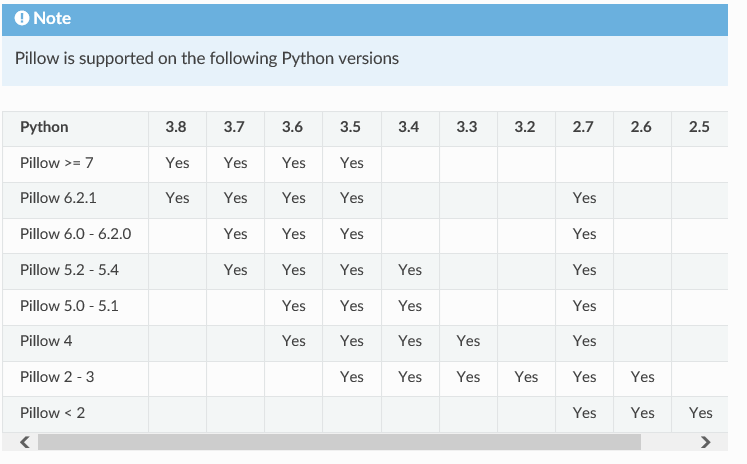 Note
Pillow is supported on the following Python versions
Python 3.8 3.7 3.6 3.5 3.4 3.3 3.2 2.7 2.6 2.5
Pillow >= 7 Yes Yes Yes Yes
Pillow 6.2.1 Yes Yes Yes Yes Yes
Pillow 6.0 - 6.2.0 Yes Yes Yes Yes
Pillow 5.2 - 5.4 Yes Yes Yes Yes Yes
Pillow 5.0 - 5.1 Yes Yes Yes Yes
Pillow 4 Yes Yes Yes Yes Yes
Pillow 2 - 3 Yes Yes Yes Yes Yes Yes
Pillow < 2 Yes Yes Yes